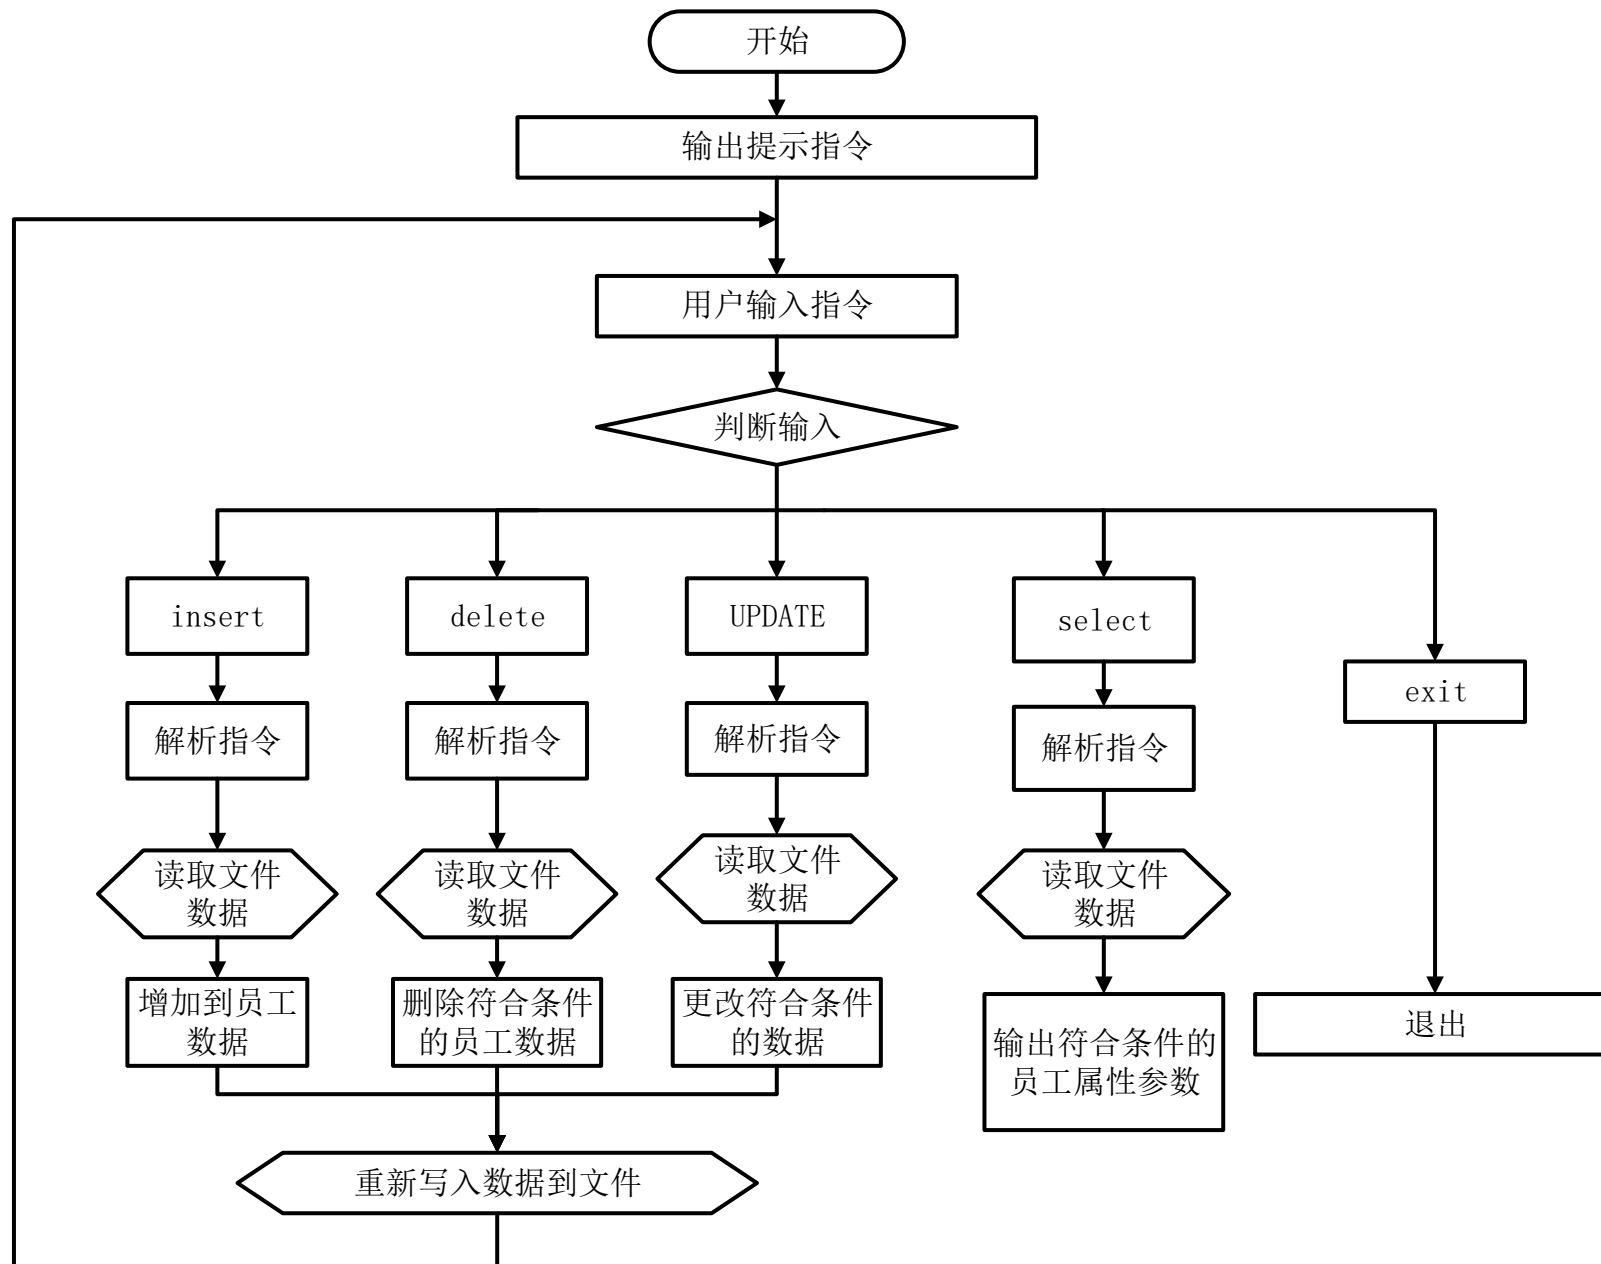 开始
输出提示指令
用户输入指令
判断输入
insert
delete
UPDATE
select
exit
解析指令
解析指令
解析指令
解析指令
读取文件
数据
读取文件
数据
读取文件
数据
读取文件
数据
增加到员工
数据
删除符合条件
的员工数据
更改符合条件
的数据
输出符合条件的
员工属性参数
退出
重新写入数据到文件